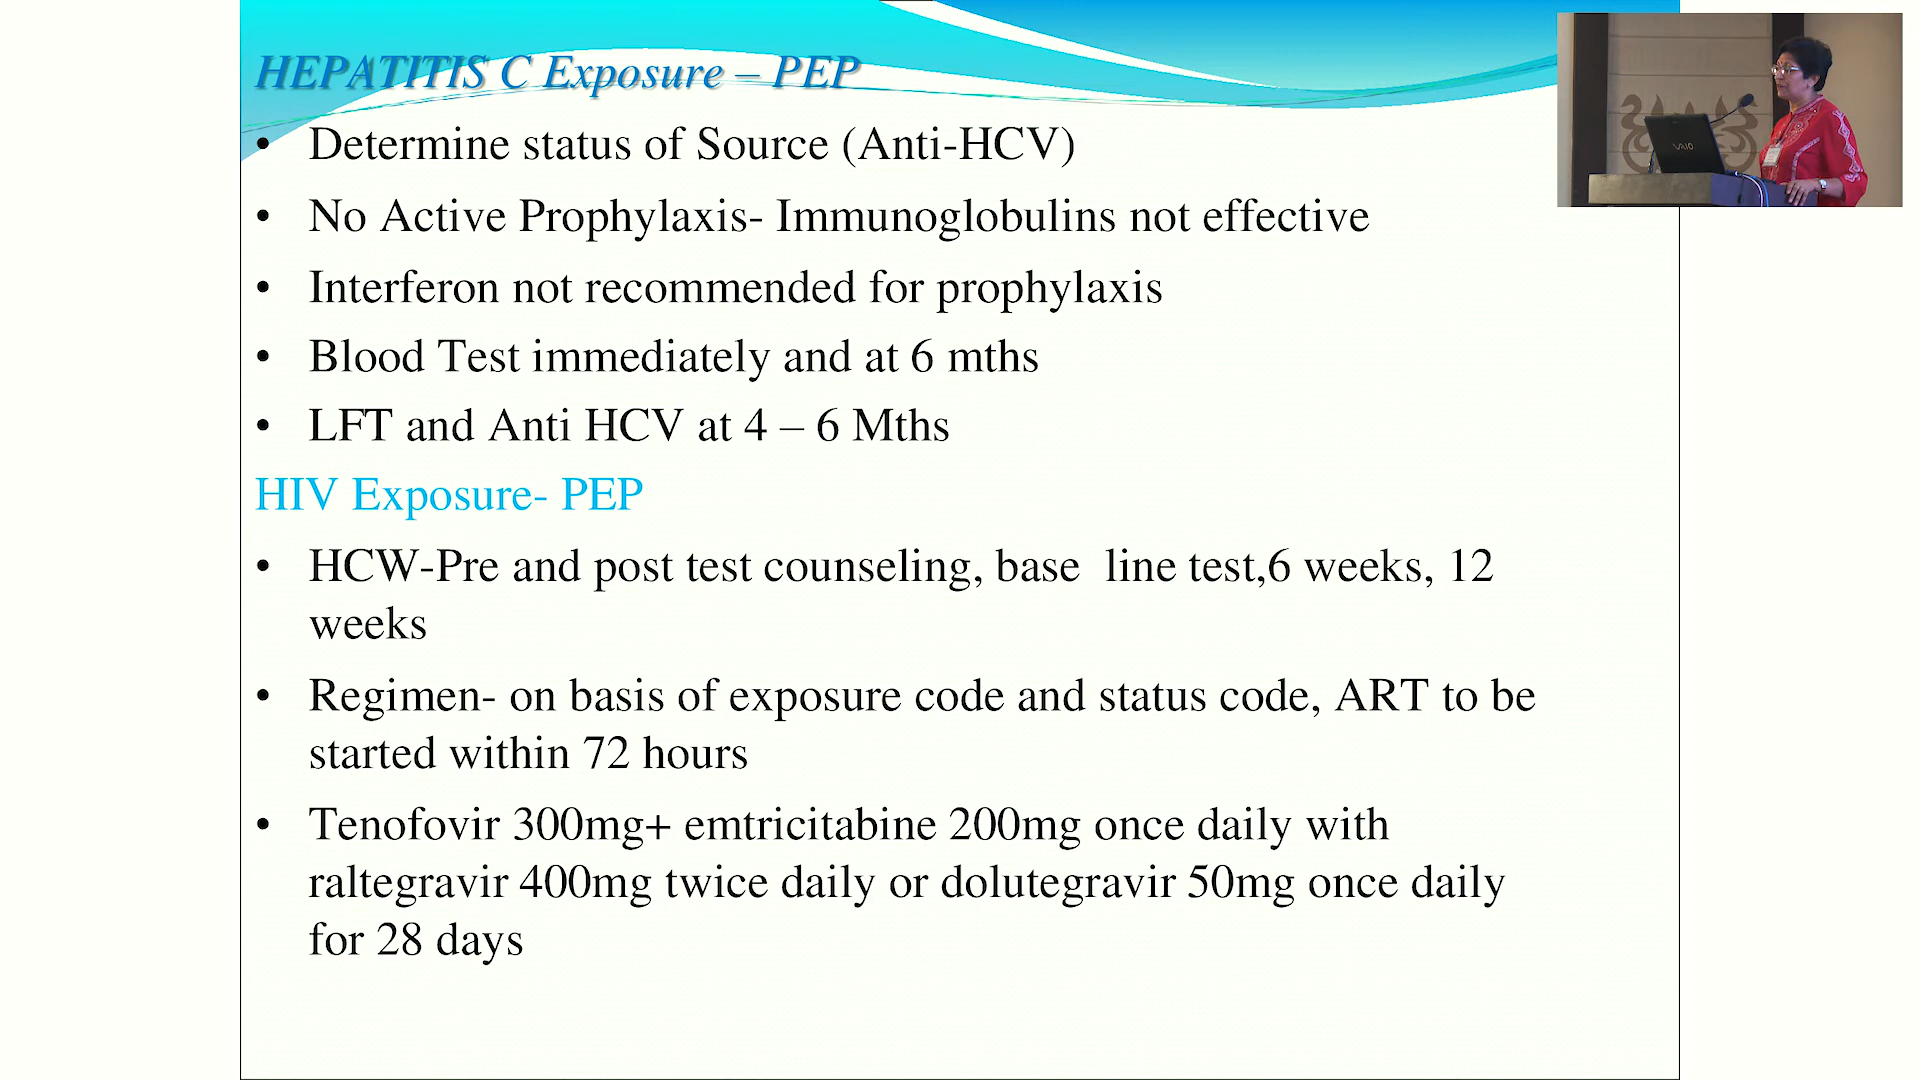 HEPATITIS C Exposure – PEP
• Determine status of Source (Anti-HCV)
• No Active Prophylaxis- Immunoglobulins not effective
• Interferon not recommended for prophylaxis
• Blood Test immediately and at 6 mths
• LFT and Anti HCV at 4 – 6 Mths
HIV Exposure- PEP
• HCW-Pre and post test counseling, base  line test,6 weeks, 12
weeks
• Regimen- on basis of exposure code and status code, ART to be
started within 72 hours
• Tenofovir 300mg+ emtricitabine 200mg once daily with
raltegravir 400mg twice daily or dolutegravir 50mg once daily
for 28 days
VAIO